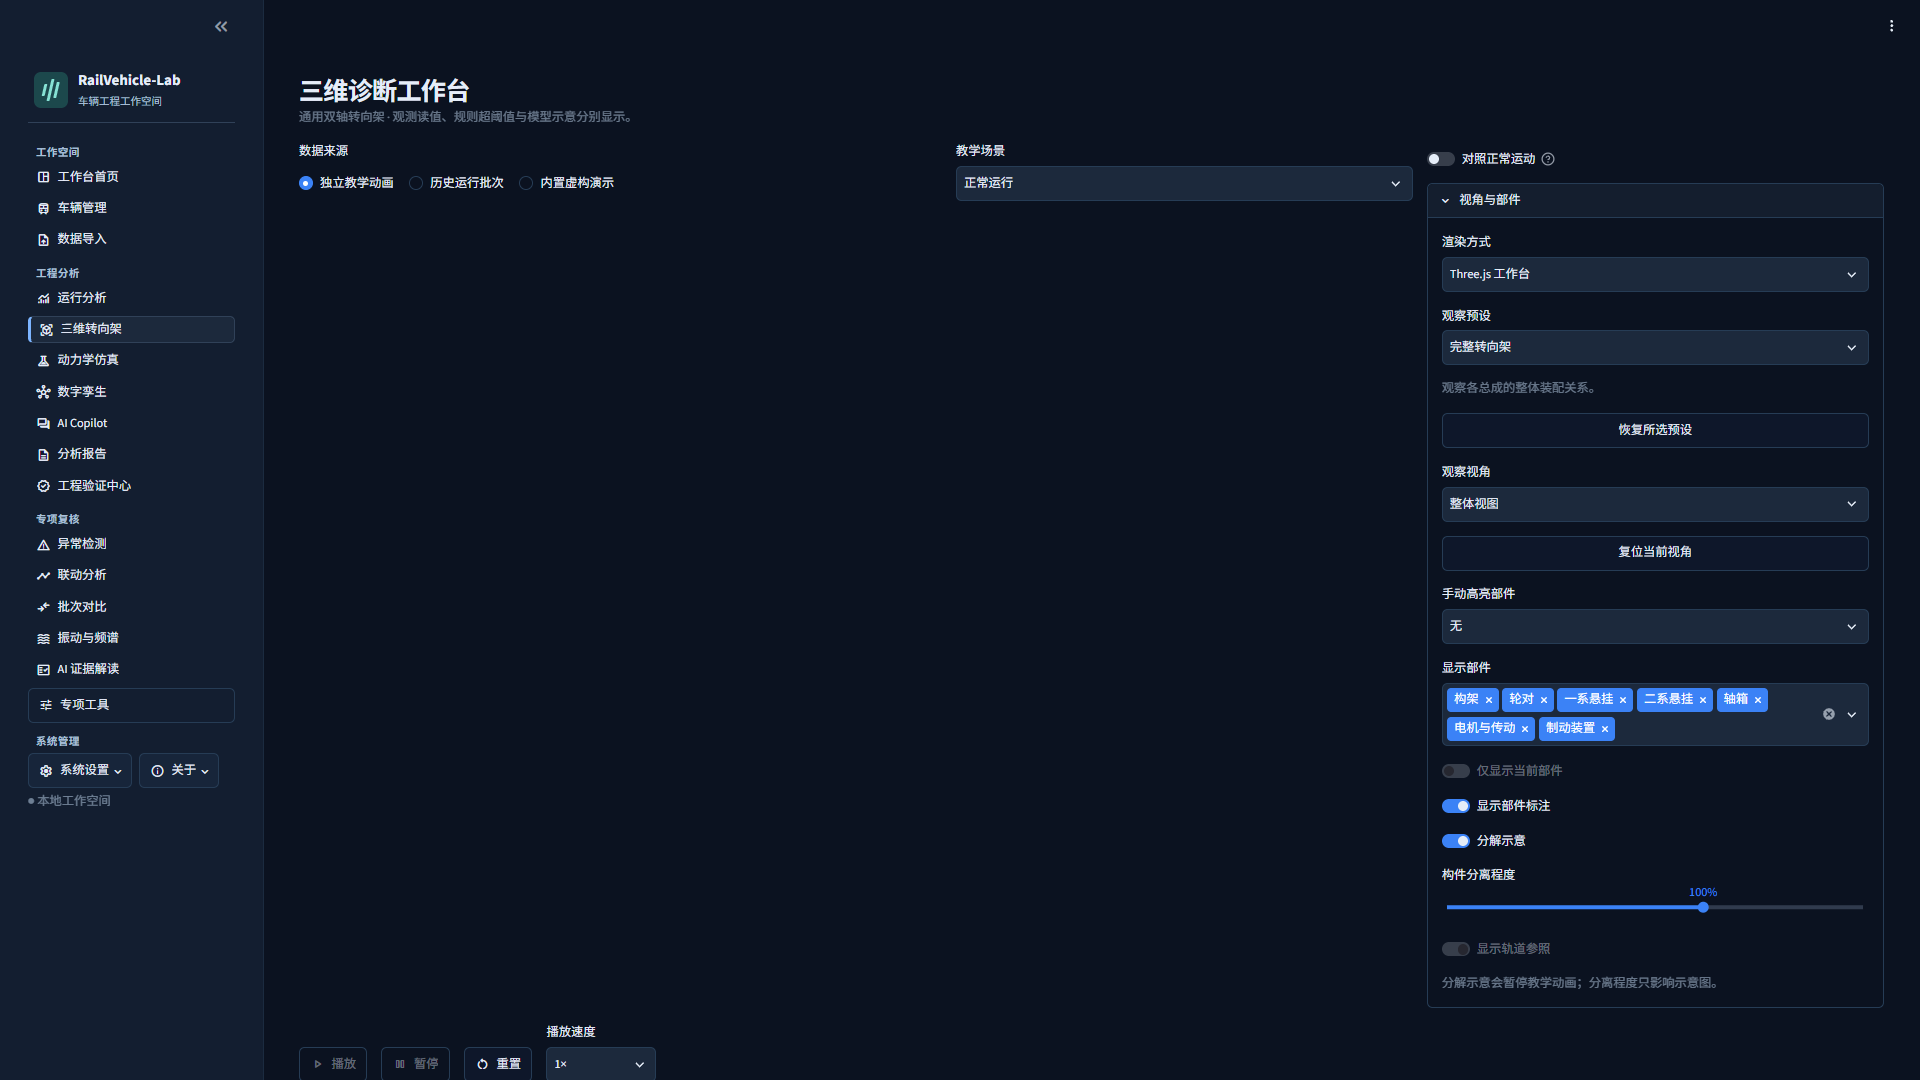 RailVehicle-Lab
车辆工程工作空间
工作空间
工作台首页
车辆管理
数据导入
工程分析
运行分析
三维转向架
动力学仿真
数字孪生
AI Copilot
分析报告
工程验证中心
专项复核
异常检测
联动分析
批次对比
振动与频谱
AI 证据解读
专项工具
系统管理
系统设置 关于
本地工作空间
三维诊断工作台
通用双轴转向架 · 观测读值、规则超阈值与模型示意分别显示。
数据来源
独立教学动画 历史运行批次 内置虚构演示
教学场景
正常运行
对照正常运动
视角与部件
渲染方式
Three.js 工作台
观察预设
完整转向架
观察各总成的整体装配关系。
恢复所选预设
观察视角
整体视图
复位当前视角
手动高亮部件
无
显示部件
构架 轮对 一系悬挂 二系悬挂 轴箱
电机与传动 制动装置
仅显示当前部件
显示部件标注
分解示意
构件分离程度
100%
显示轨道参照
分解示意会暂停教学动画；分离程度只影响示意图。
播放速度
播放 暂停 重置 1×